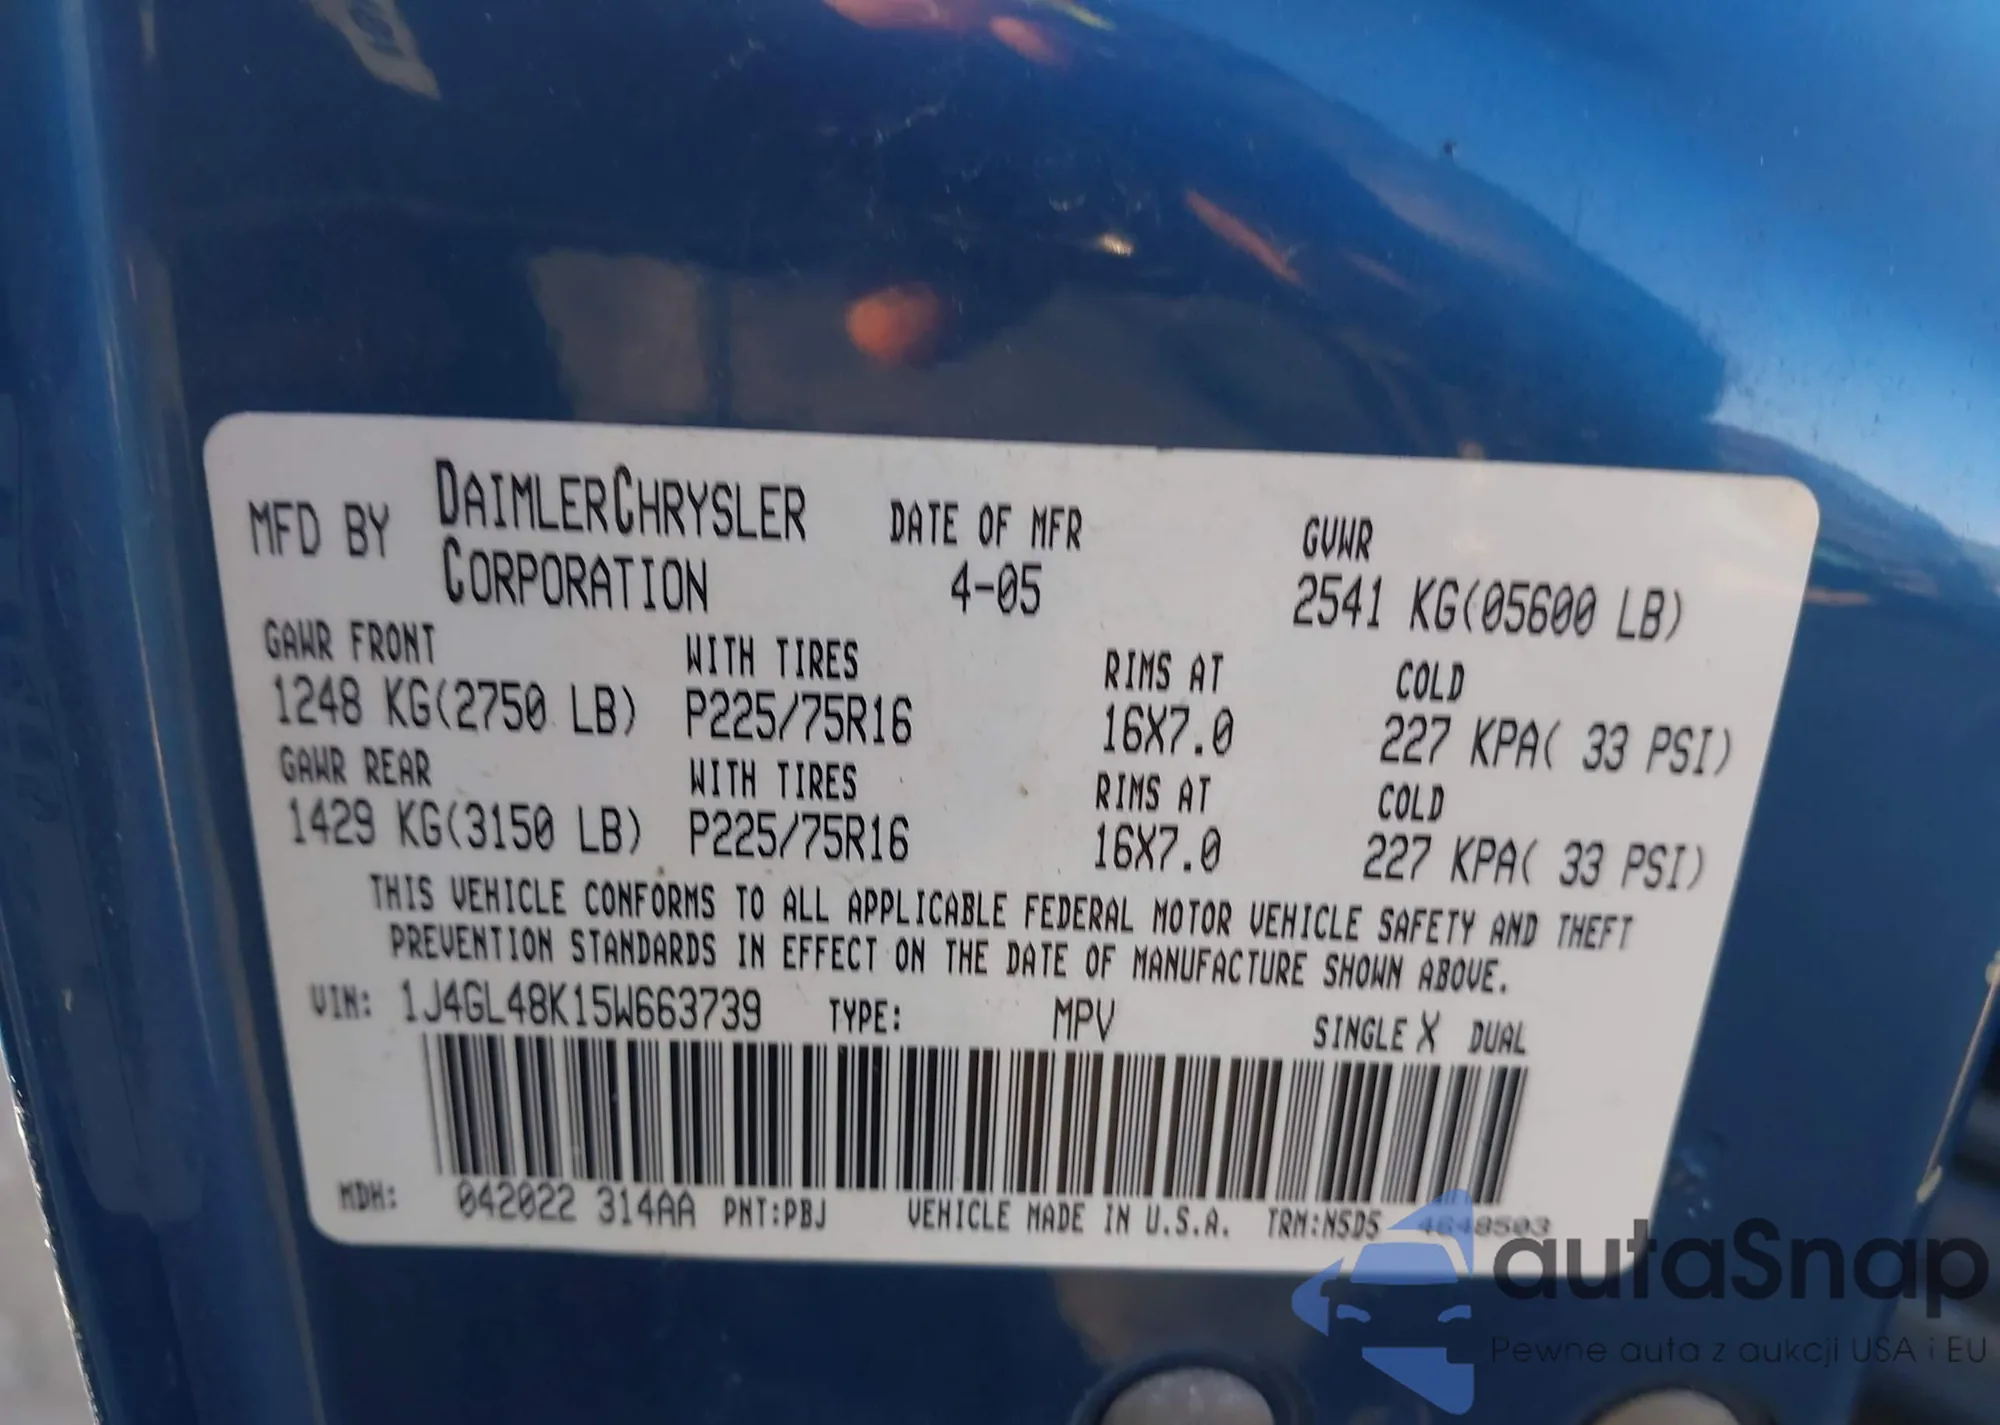 MFD BY DAIMLERCHRYSLER CORPORATION DATE OF MFR 4-05 GVWR 2541 KG(05600 LB)
GAWR FRONT WITH TIRES RIMS AT COLD
1248 KG(2750 LB) P225/75R16 16X7.0 227 KPA( 33 PSI)
GAWR REAR WITH TIRES RIMS AT COLD
1429 KG(3150 LB) P225/75R16 16X7.0 227 KPA( 33 PSI)
THIS VEHICLE CONFORMS TO ALL APPLICABLE FEDERAL MOTOR VEHICLE SAFETY AND THEFT
PREVENTION STANDARDS IN EFFECT ON THE DATE OF MANUFACTURE SHOWN ABOVE.
VIN: 1J4GL48K15W663739 TYPE: MPV SINGLE X DUAL
MDH: 042022 314AA PNT:PBJ VEHICLE MADE IN U.S.A. TRM:N5D5 4648503
autaSnap
Pewne auta z aukcji USA i EU